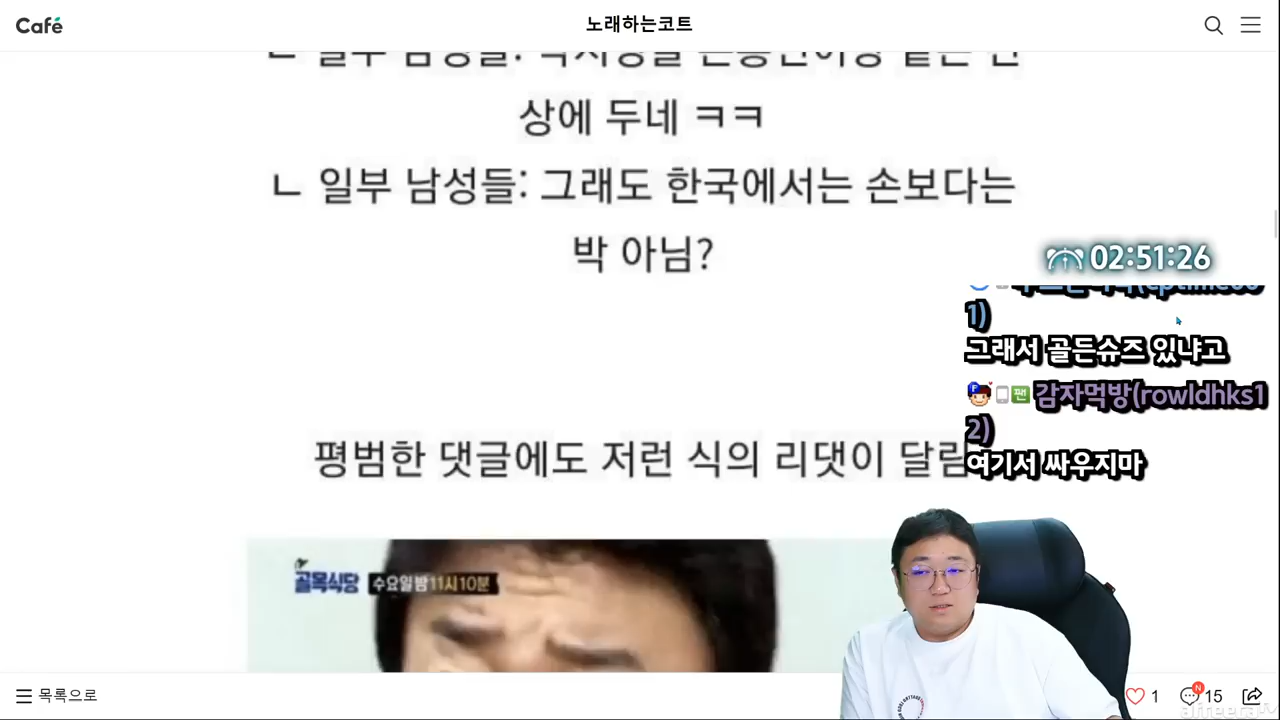 Café
노래하는코트
상에 두네 ㅋㅋ
ㄴ 일부 남성들: 그래도 한국에서는 손보다는
박 아님?
02:51:26
1)
그래서 골든슈즈 있냐고
F 팬 감자먹방(rowldhks1
2)
여기서 싸우지마
평범한 댓글에도 저런 식의 리댓이 달림
골목식당 수요일 밤 11시 10분
목록으로
1
N
15
afreecaTV